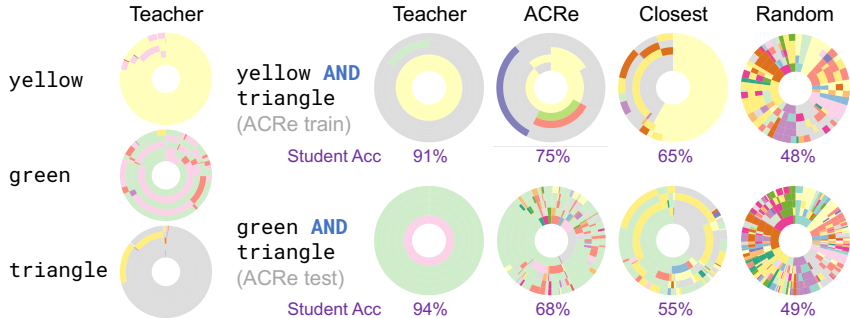 Teacher
Teacher ACRe Closest Random
yellow
yellow AND
triangle
(ACRe train)
Student Acc 91% 75% 65% 48%
green
green AND
triangle
(ACRe test)
triangle
Student Acc 94% 68% 55% 49%